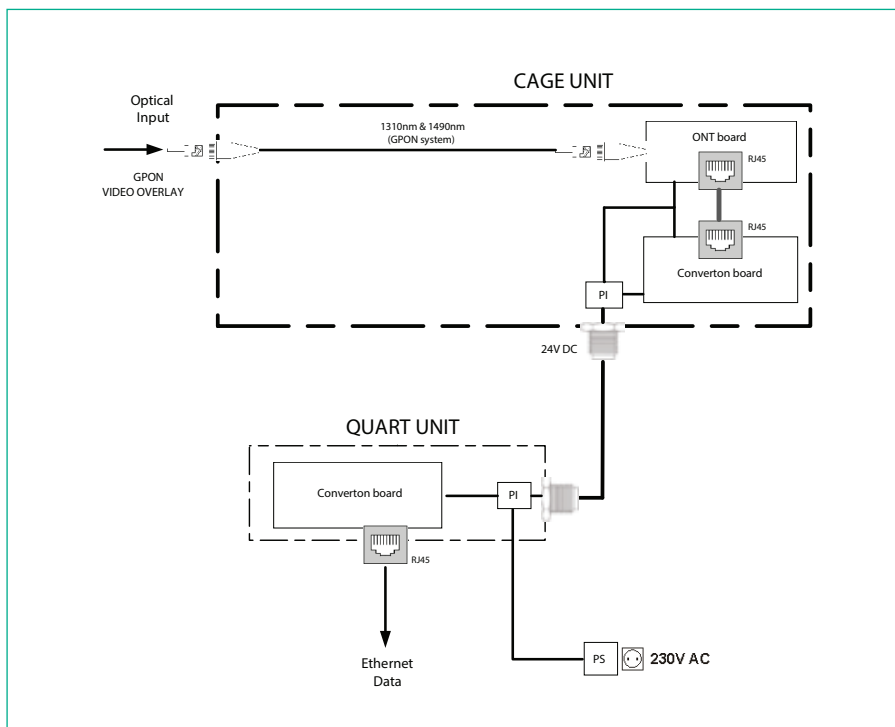 CAGE UNIT
Optical
Input
1310nm & 1490nm
(GPON system)
GPON
VIDEO OVERLAY
ONT board
RJ45
RJ45
Converton board
PI
24V DC
QUART UNIT
Converton board
PI
RJ45
Ethernet
Data
PS
230V AC